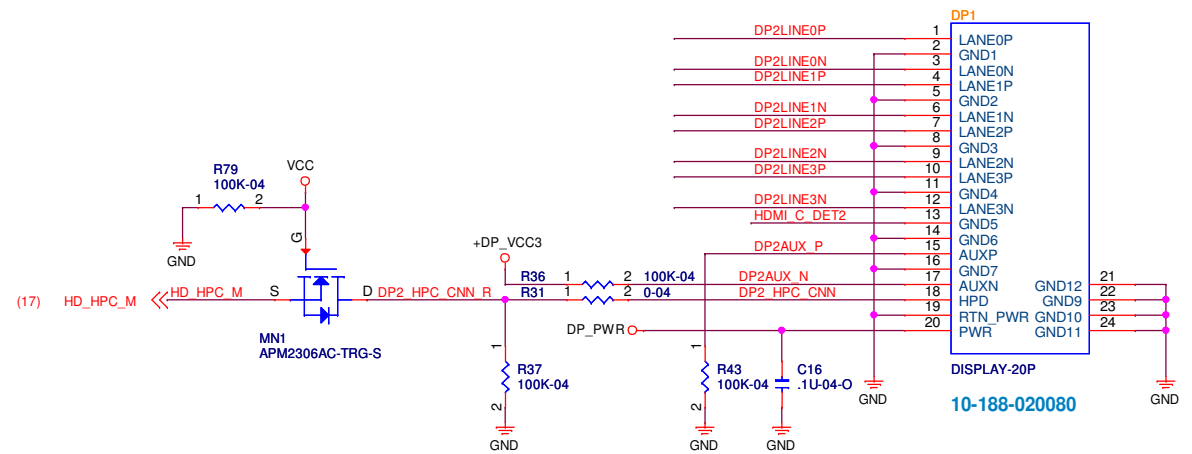 DP1
DP2LINE0P 1 LANE0P
2 GND1
DP2LINE0N 3 LANE0N
DP2LINE1P 4 LANE1P
5 GND2
DP2LINE1N 6 LANE1N
DP2LINE2P 7 LANE2P
8 GND3
DP2LINE2N 9 LANE2N
DP2LINE3P 10 LANE3P
11 GND4
DP2LINE3N 12 LANE3N
HDMI_C_DET2 13 GND5
14 GND6
DP2AUX_P 15 AUXP
16 GND7
DP2AUX_N 17 AUXN
DP2_HPC_CNN 18 HPD
19 RTN_PWR
20 PWR
GND12 21
GND9 22
GND10 23
GND11 24
DISPLAY-20P
10-188-020080
GND
GND
R79
100K-04
1 2
VCC
GND
G
(17) HD_HPC_M HD_HPC_M S D DP2_HPC_CNN_R
MN1
APM2306AC-TRG-S
+DP_VCC3
R36 1 2 100K-04
R31 1 2 0-04
DP_PWR
1
R37
100K-04
2
GND
1
R43
100K-04
2
GND
C16
.1U-04-O
GND